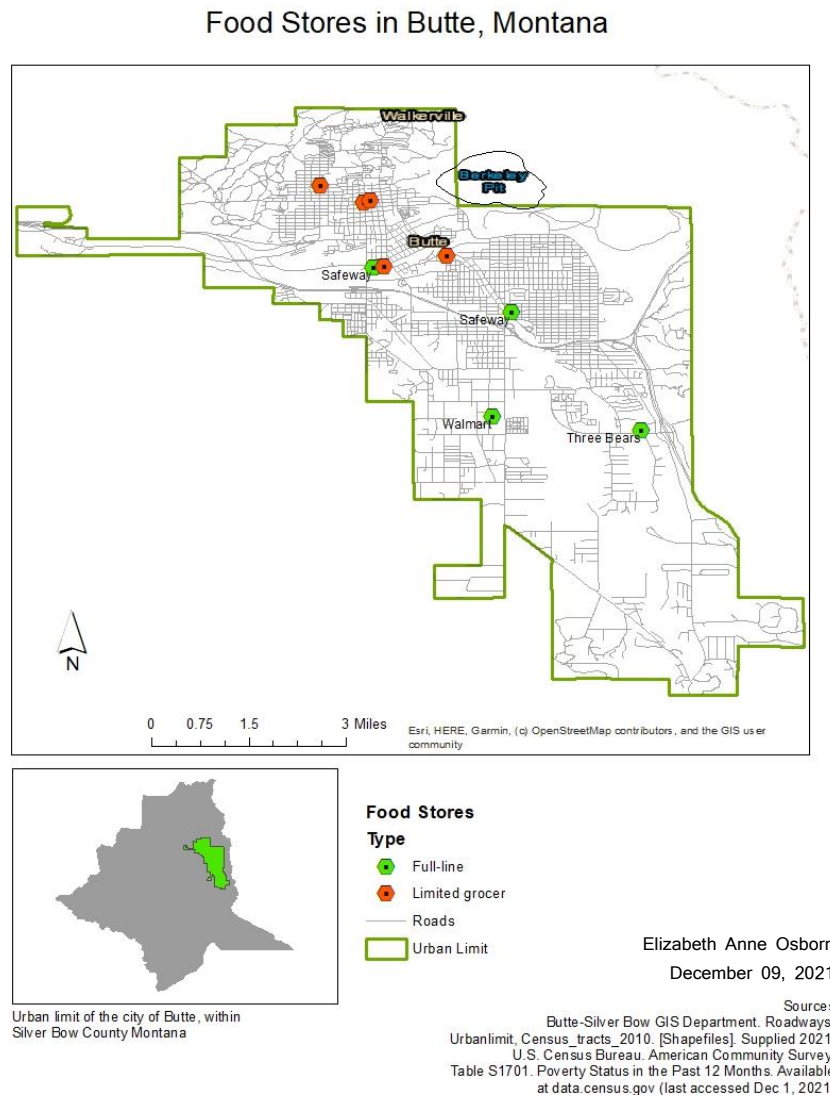 Food Stores in Butte, Montana
Walkerville
Berkeley
Pit
Butte
Safeway
Safeway
Walmart
Three Bears
N
0 0.75 1.5 3 Miles
Esri, HERE, Garmin, (c) OpenStreetMap contributors, and the GIS user
community
Food Stores
Type
Full-line
Limited grocer
Roads
Urban Limit
Urban limit of the city of Butte, within
Silver Bow County Montana
Elizabeth Anne Osborn
December 09, 2021
Sources
Butte-Silver Bow GIS Department. Roadways
Urbanlimit, Census_tracts_2010. [Shapefiles]. Supplied 2021
U.S. Census Bureau. American Community Survey
Table S1701. Poverty Status in the Past 12 Months. Available
at data.census.gov (last accessed Dec 1, 2021